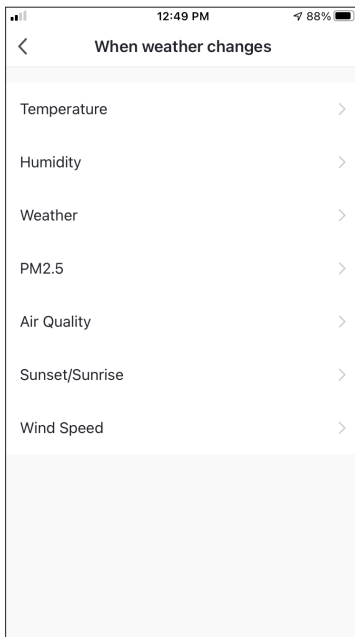 12:49 PM 88%
When weather changes
Temperature
Humidity
Weather
PM2.5
Air Quality
Sunset/Sunrise
Wind Speed